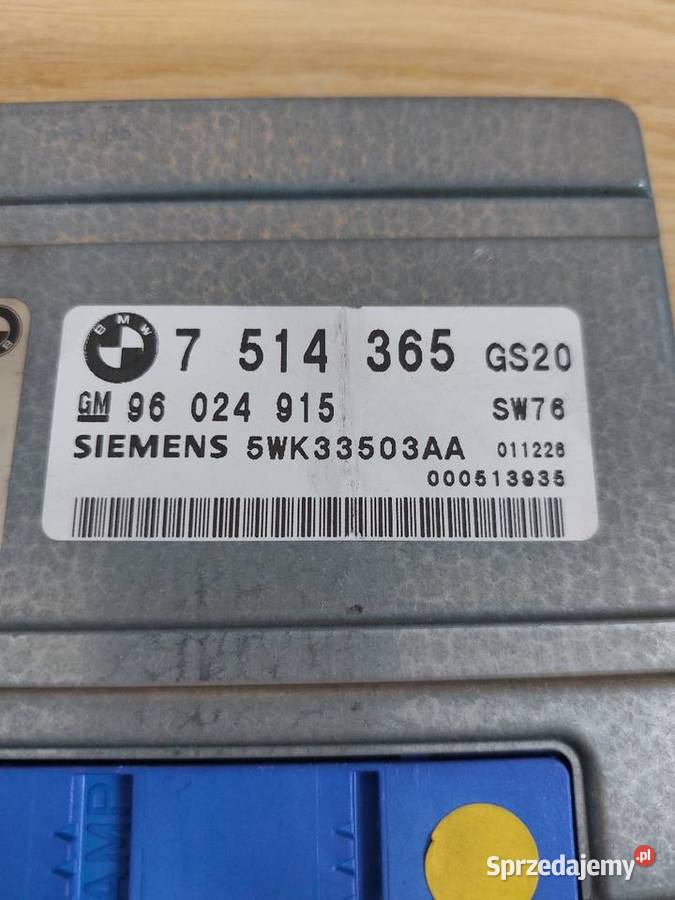 BMW 7 514 365 GS20
GM 96 024 915 SW76
SIEMENS 5WK33503AA 011228
000513935
AMP
Sprzedajemy.pl